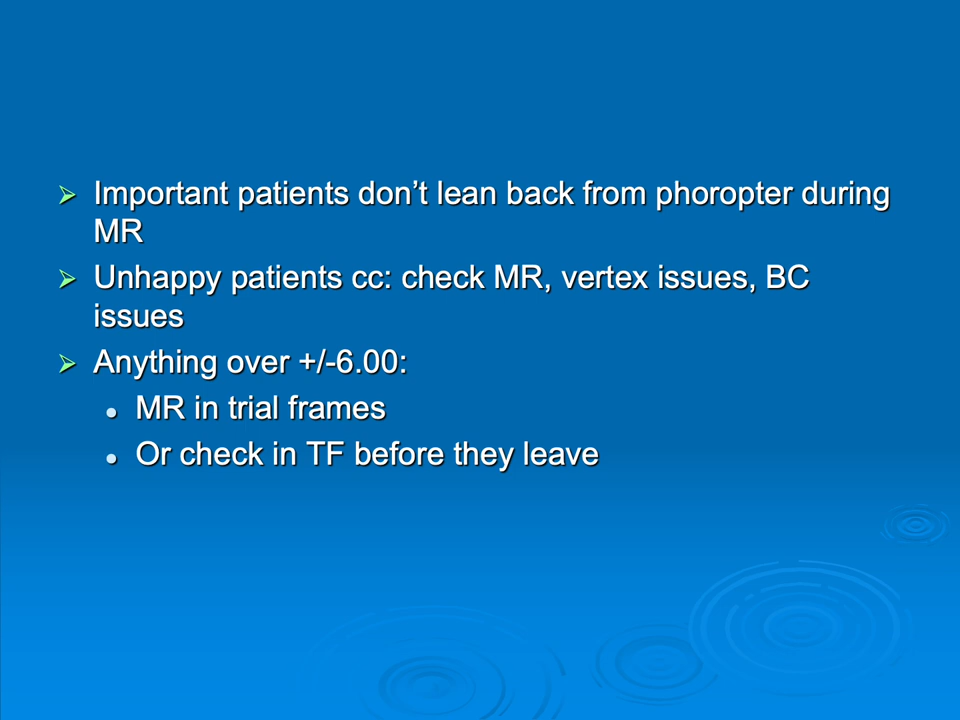 Important patients don’t lean back from phoropter during
MR
Unhappy patients cc: check MR, vertex issues, BC
issues
Anything over +/-6.00:
MR in trial frames
Or check in TF before they leave